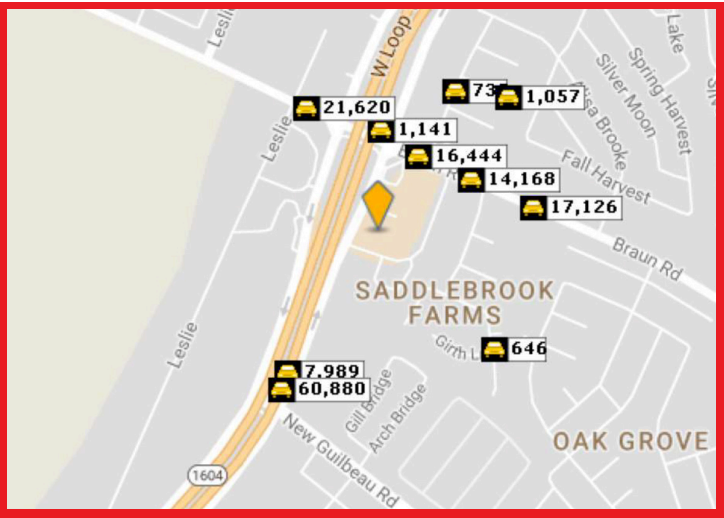 Leslie
W Loop
Lake
Spring Harvest
Silver Moon
21,620
1,057
1,141
Leslie
16,444
Fall Harvest
14,168
17,126
Braun Rd
SADDLEBROOK
FARMS
Leslie
646
7,989
60,880
Gill Bridge
Arch Bridge
OAK GROVE
New Guilbeau Rd
1604